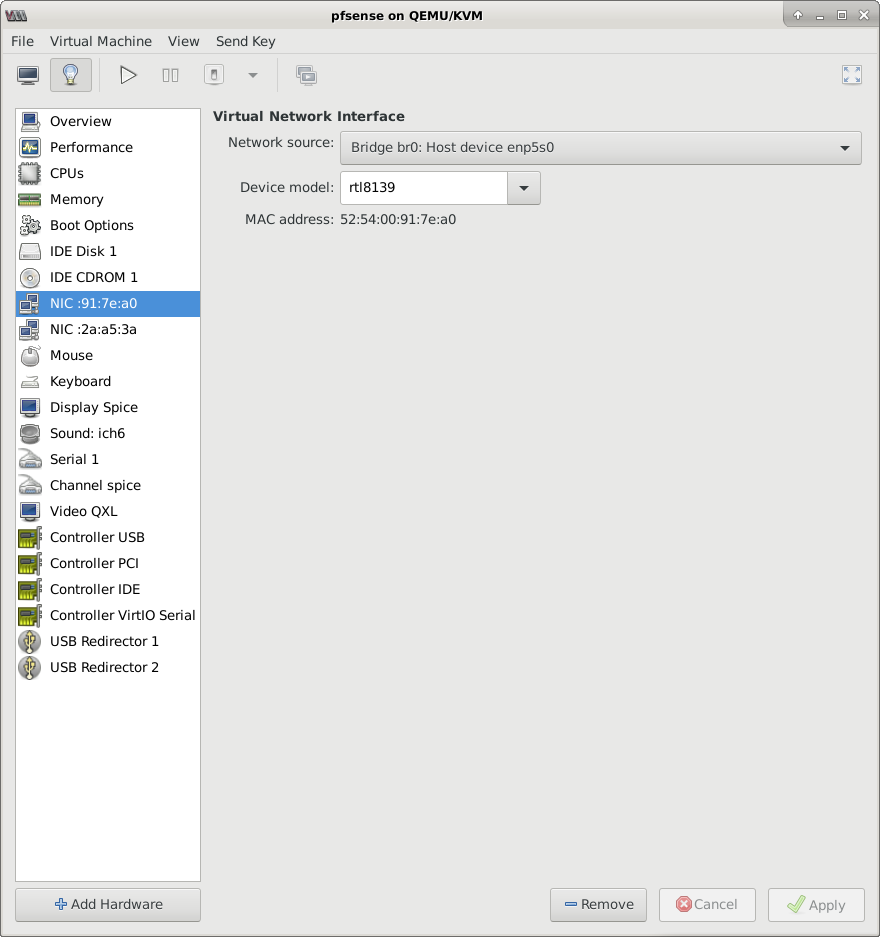 pfsense on QEMU/KVM
File Virtual Machine View Send Key
Overview
Performance
CPUs
Memory
Boot Options
IDE Disk 1
IDE CDROM 1
NIC :91:7e:a0
NIC :2a:a5:3a
Mouse
Keyboard
Display Spice
Sound: ich6
Serial 1
Channel spice
Video QXL
Controller USB
Controller PCI
Controller IDE
Controller VirtIO Serial
USB Redirector 1
USB Redirector 2
Add Hardware
Virtual Network Interface
Network source: Bridge br0: Host device enp5s0
Device model: rtl8139
MAC address: 52:54:00:91:7e:a0
Remove Cancel Apply